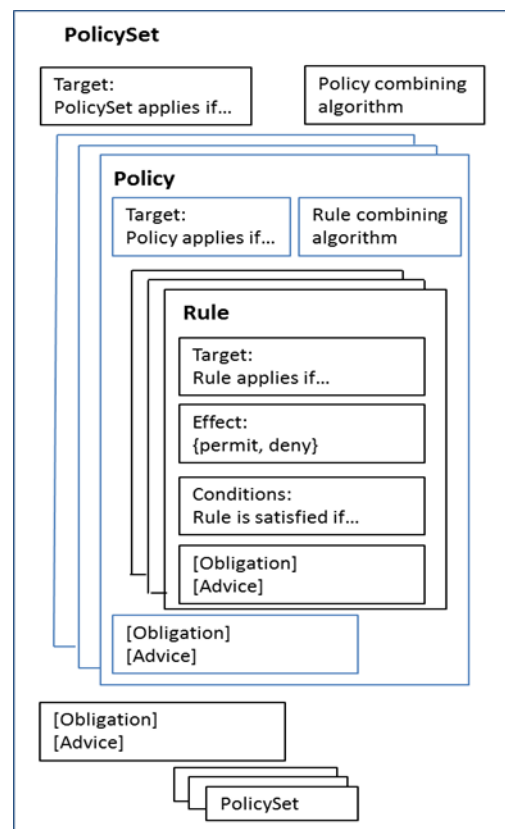 PolicySet
Target:
PolicySet applies if...
Policy combining
algorithm
Policy
Target:
Policy applies if...
Rule combining
algorithm
Rule
Target:
Rule applies if...
Effect:
{permit, deny}
Conditions:
Rule is satisfied if...
[Obligation]
[Advice]
[Obligation]
[Advice]
[Obligation]
[Advice]
PolicySet